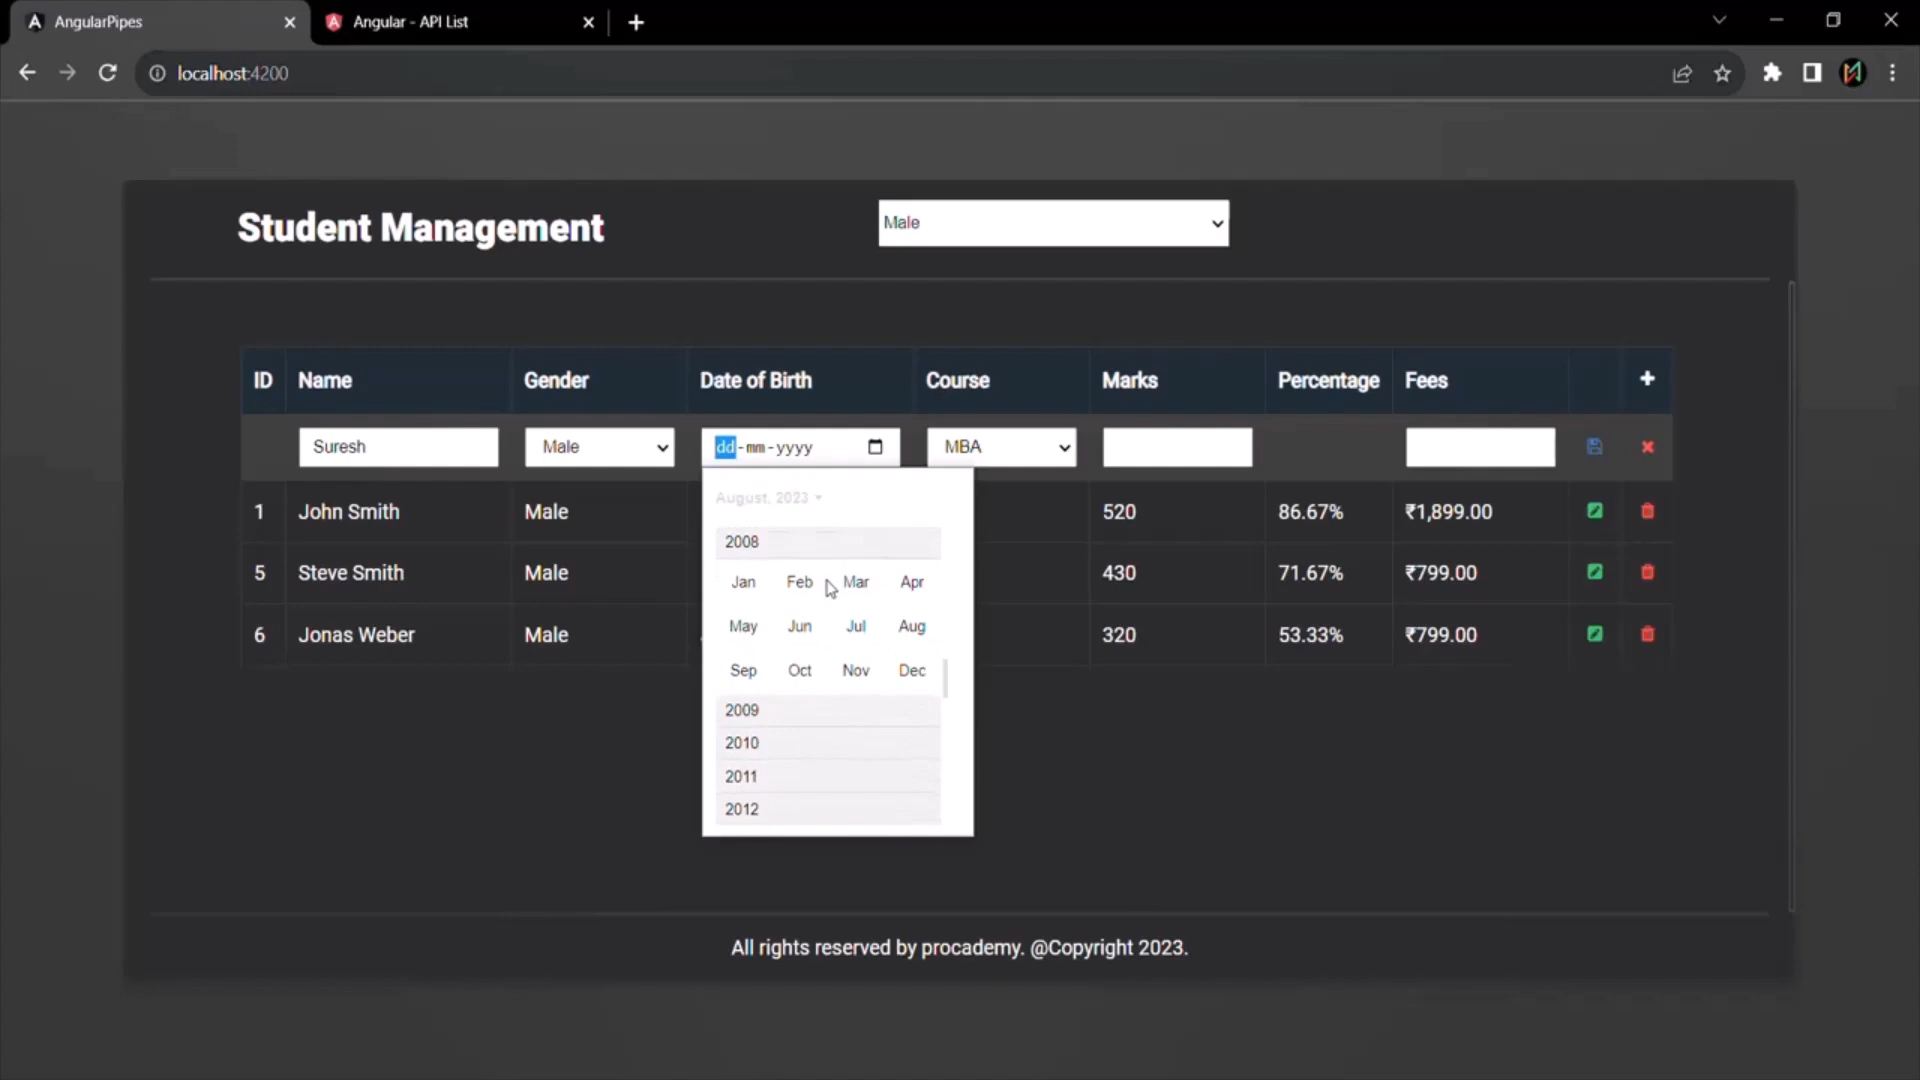 AngularPipes
Angular - API List
localhost:4200
Student Management
Male
ID Name Gender Date of Birth Course Marks Percentage Fees
Suresh Male dd-mm-yyyy MBA
August, 2023
1 John Smith Male 520 86.67% ₹1,899.00
2008
5 Steve Smith Male 430 71.67% ₹799.00
Jan Feb Mar Apr
6 Jonas Weber Male 320 53.33% ₹799.00
May Jun Jul Aug
Sep Oct Nov Dec
2009
2010
2011
2012
All rights reserved by procademy. @Copyright 2023.